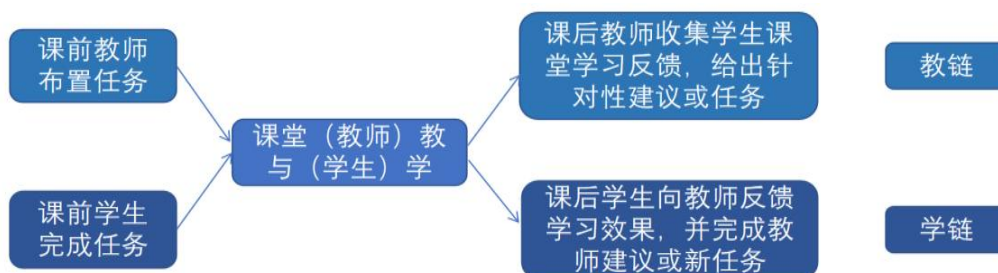 课前教师
布置任务
课前学生
完成任务
课堂（教师）教
与（学生）学
课后教师收集学生课
堂学习反馈，给出针
对性建议或任务
课后学生向教师反馈
学习效果，并完成教
师建议或新任务
教链
学链